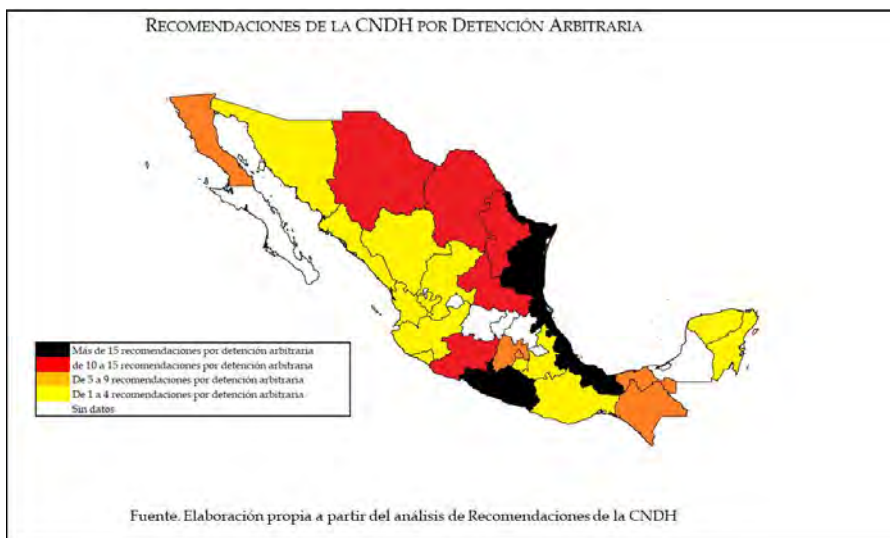 RECOMENDACIONES DE LA CNDH POR DETENCIÓN ARBITRARIA
Más de 15 recomendaciones por detención arbitraria
de 10 a 15 recomendaciones por detención arbitraria
De 5 a 9 recomendaciones por detención arbitraria
De 1 a 4 recomendaciones por detención arbitraria
Sin datos
Fuente. Elaboración propia a partir del análisis de Recomendaciones de la CNDH